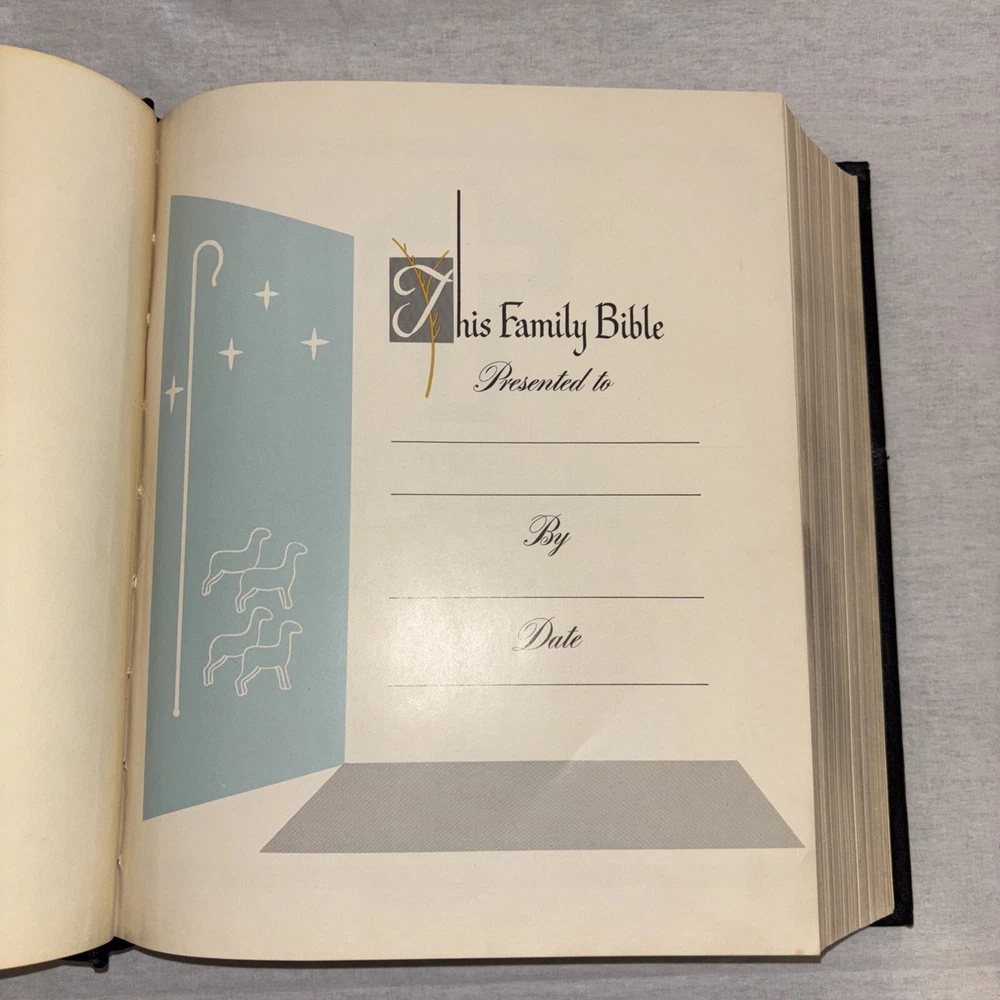 This Family Bible
Presented to
By
Date